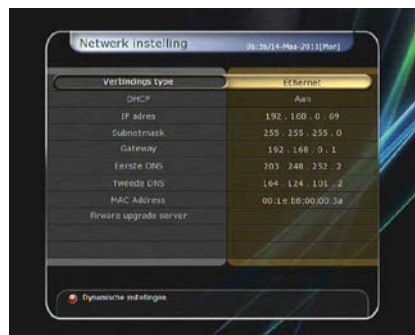 Netwerk instelling 06:36/14-Maa-2011[Mon]
Verbindings type Ethernet
DHCP Aan
IP adres 192 . 168 . 0 . 69
Subnetmask 255 . 255 . 255 . 0
Gateway 192 . 168 . 0 . 1
Eerste DNS 203 . 248 . 252 . 2
Tweede DNS 164 . 124 . 101 . 2
MAC Address 00:1e:b8:00:00:3a
Firware upgrade server
Dynamische instellingen